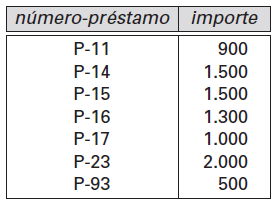 número-préstamo importe
P-11 900
P-14 1.500
P-15 1.500
P-16 1.300
P-17 1.000
P-23 2.000
P-93 500